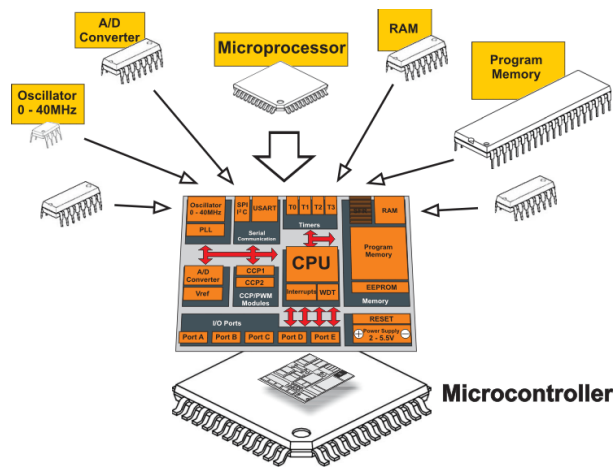 A/D
Converter
Microprocessor
RAM
Program
Memory
Oscillator
0 - 40MHz
Oscillator
0 - 40MHz
PLL
SPI
I²C
USART
Serial
Communication
T0 T1 T2 T3
Timers
RAM
Program
Memory
EEPROM
Memory
A/D
Converter
Vref
CCP1
CCP2
CCP/PWM
Modules
CPU
Interrupts
WDT
I/O Ports
Port A Port B Port C Port D Port E
RESET
Power Supply
2 - 5.5V
Microcontroller